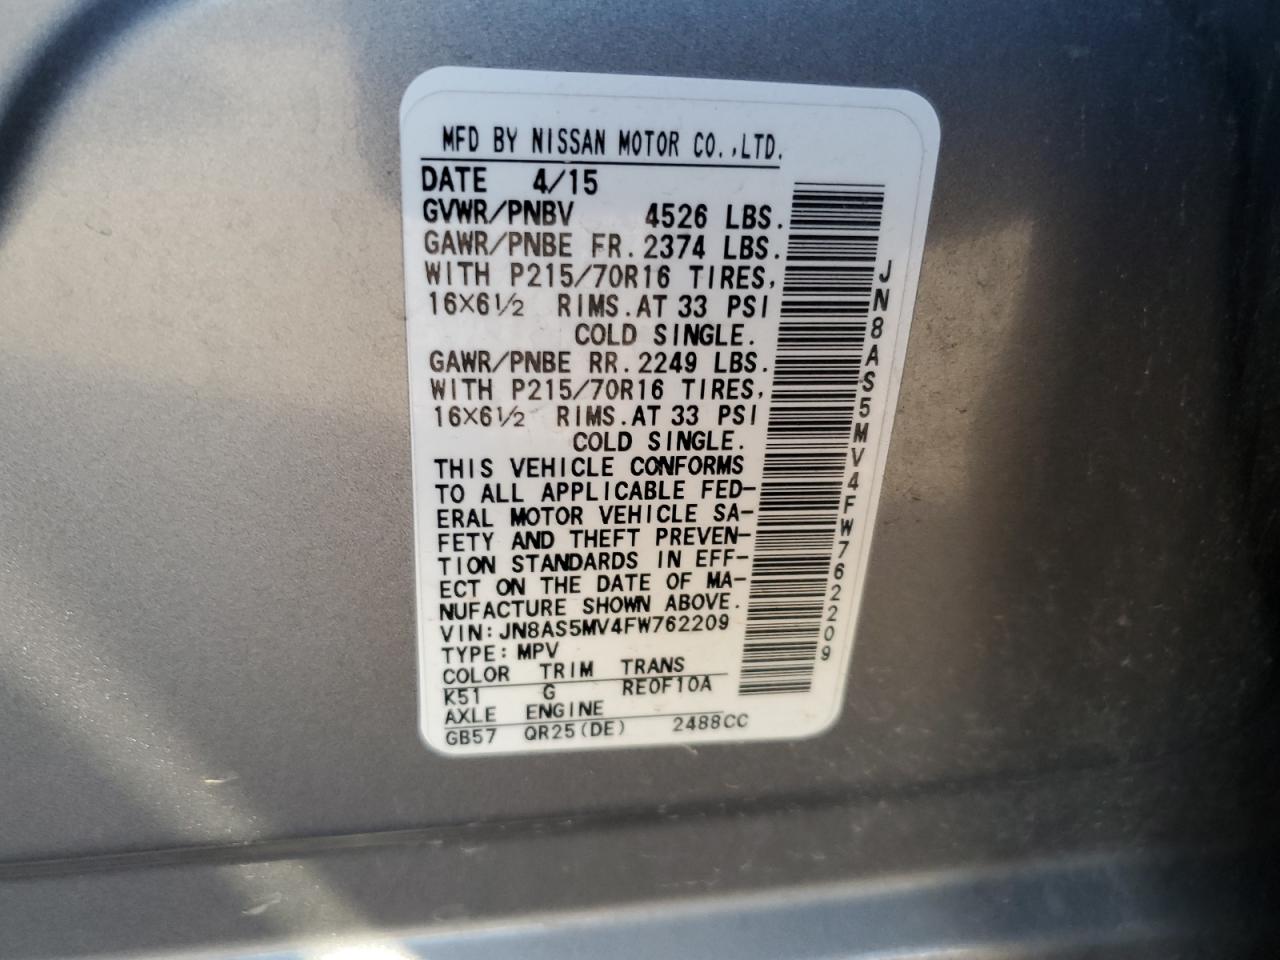 MFD BY NISSAN MOTOR CO.,LTD.
DATE 4/15
GVWR/PNBV 4526 LBS.
GAWR/PNBE FR. 2374 LBS.
WITH P215/70R16 TIRES,
16×6½ RIMS. AT 33 PSI
COLD SINGLE.
GAWR/PNBE RR. 2249 LBS.
WITH P215/70R16 TIRES,
16×6½ RIMS. AT 33 PSI
COLD SINGLE.
THIS VEHICLE CONFORMS
TO ALL APPLICABLE FED-
ERAL MOTOR VEHICLE SA-
FETY AND THEFT PREVEN-
TION STANDARDS IN EFF-
ECT ON THE DATE OF MA-
NUFACTURE SHOWN ABOVE.
VIN: JN8AS5MV4FW762209
TYPE: MPV
COLOR TRIM TRANS
K51 G RE0F10A
AXLE ENGINE
GB57 QR25(DE) 2488CC
JN8AS5MV4FW762209